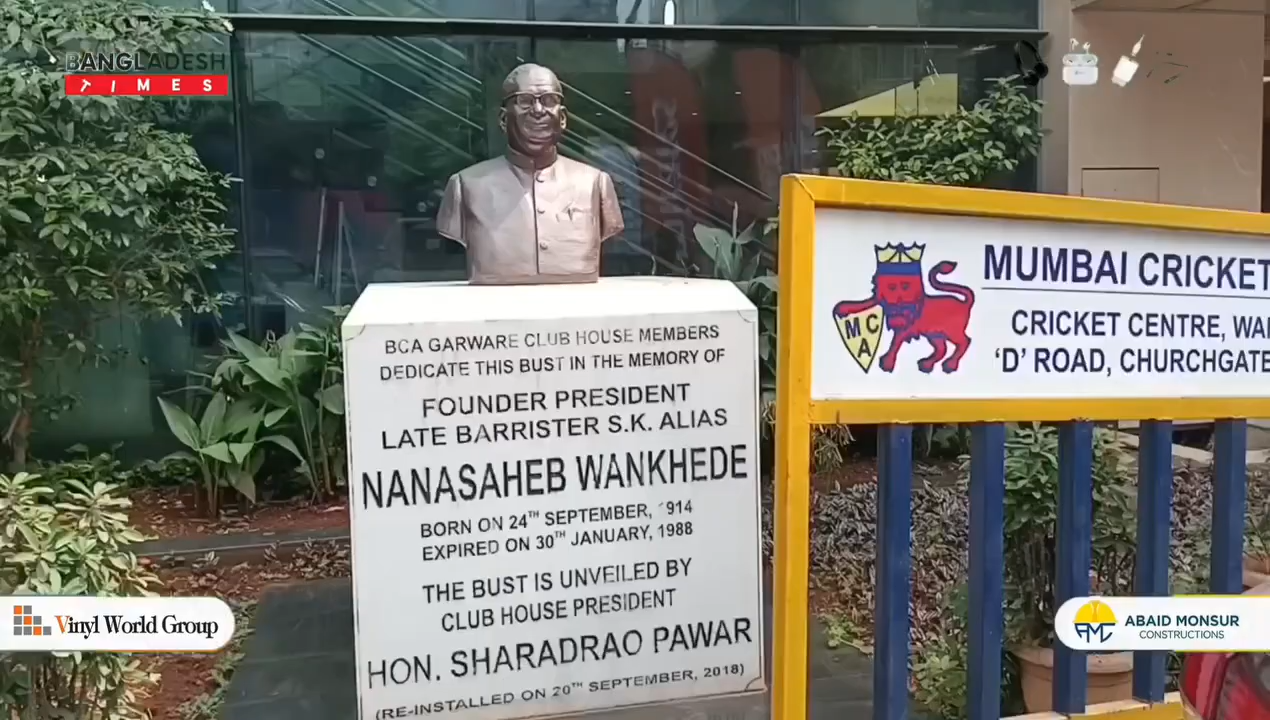 BANGLADESH
TIMES
BCA GARWARE CLUB HOUSE MEMBERS
DEDICATE THIS BUST IN THE MEMORY OF
FOUNDER PRESIDENT
LATE BARRISTER S.K. ALIAS
NANASAHEB WANKHEDE
BORN ON 24TH SEPTEMBER, 1914
EXPIRED ON 30TH JANUARY, 1988
THE BUST IS UNVEILED BY
CLUB HOUSE PRESIDENT
HON. SHARADRAO PAWAR
(RE-INSTALLED ON 20TH SEPTEMBER, 2018)
MCA
MUMBAI CRICKET
CRICKET CENTRE, WAN
'D' ROAD, CHURCHGATE
Vinyl World Group
AMC
ABAID MONSUR
CONSTRUCTIONS